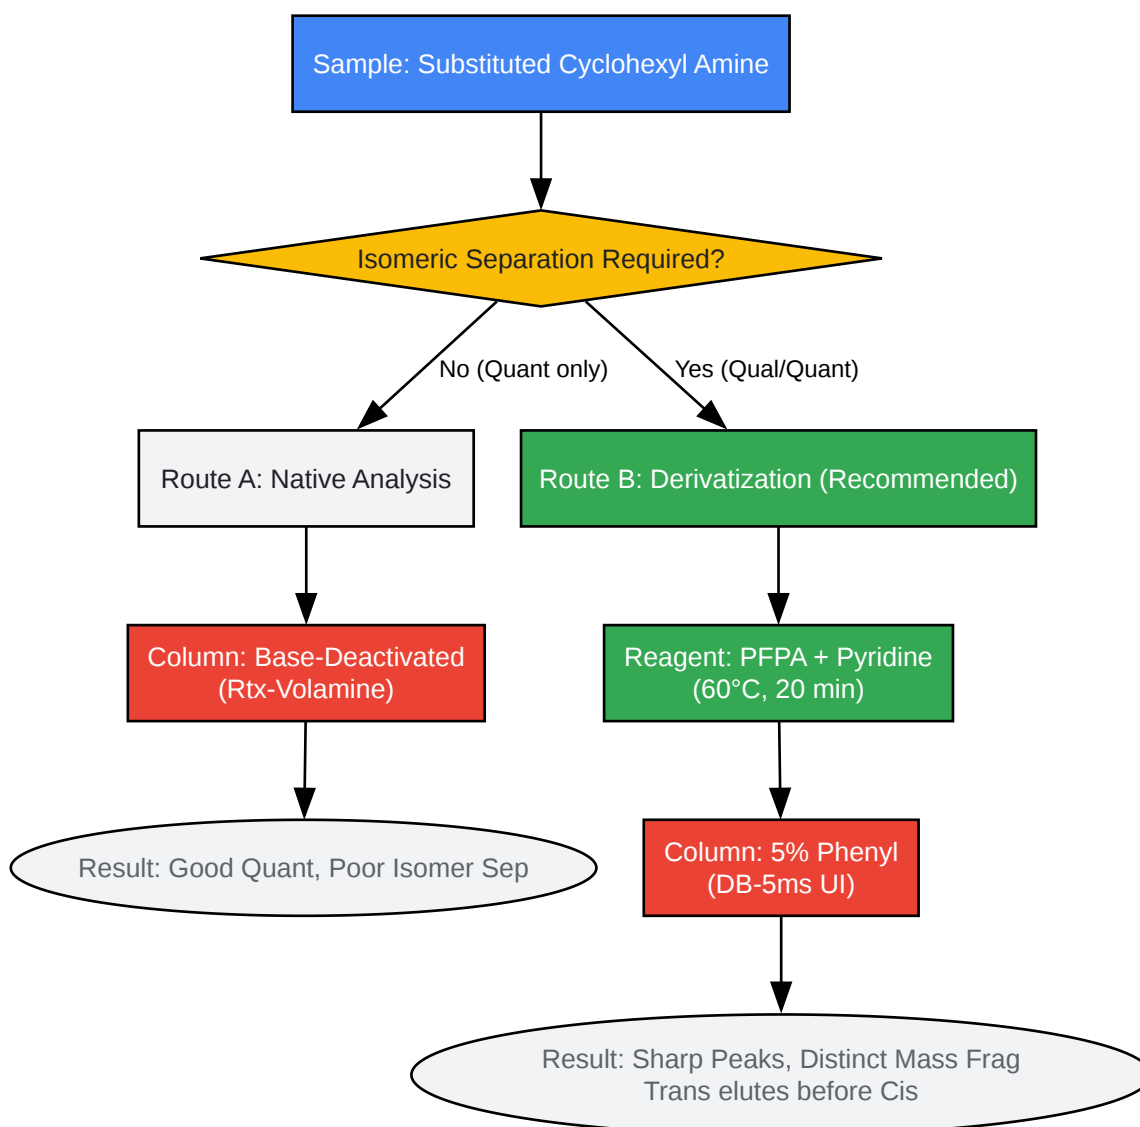 Sample: Substituted Cyclohexyl Amine
Isomeric Separation Required?
No (Quant only)
Yes (Qual/Quant)
Route A: Native Analysis
Route B: Derivatization (Recommended)
Column: Base-Deactivated
(Rtx-Volamine)
Reagent: PFPA + Pyridine
(60°C, 20 min)
Result: Good Quant, Poor Isomer Sep
Column: 5% Phenyl
(DB-5ms UI)
Result: Sharp Peaks, Distinct Mass Frag
Trans elutes before Cis